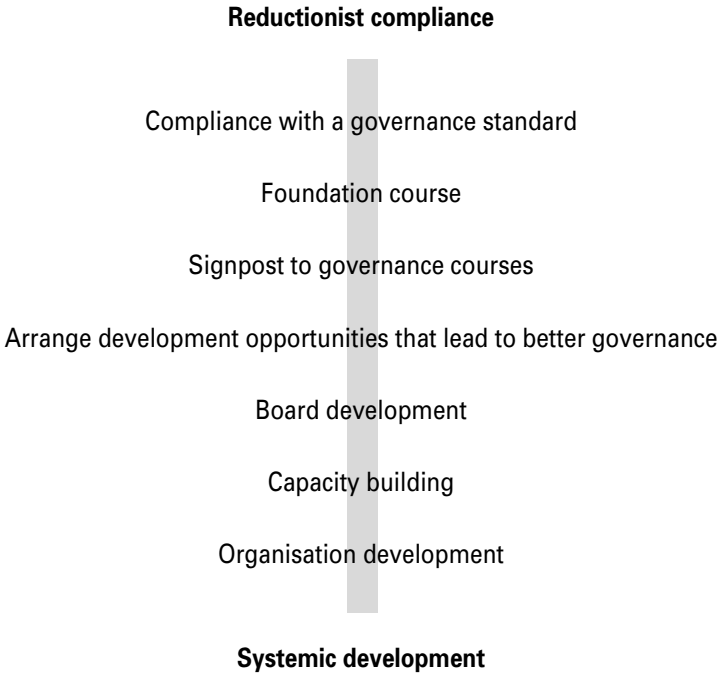 Reductionist compliance
Compliance with a governance standard
Foundation course
Signpost to governance courses
Arrange development opportunities that lead to better governance
Board development
Capacity building
Organisation development
Systemic development